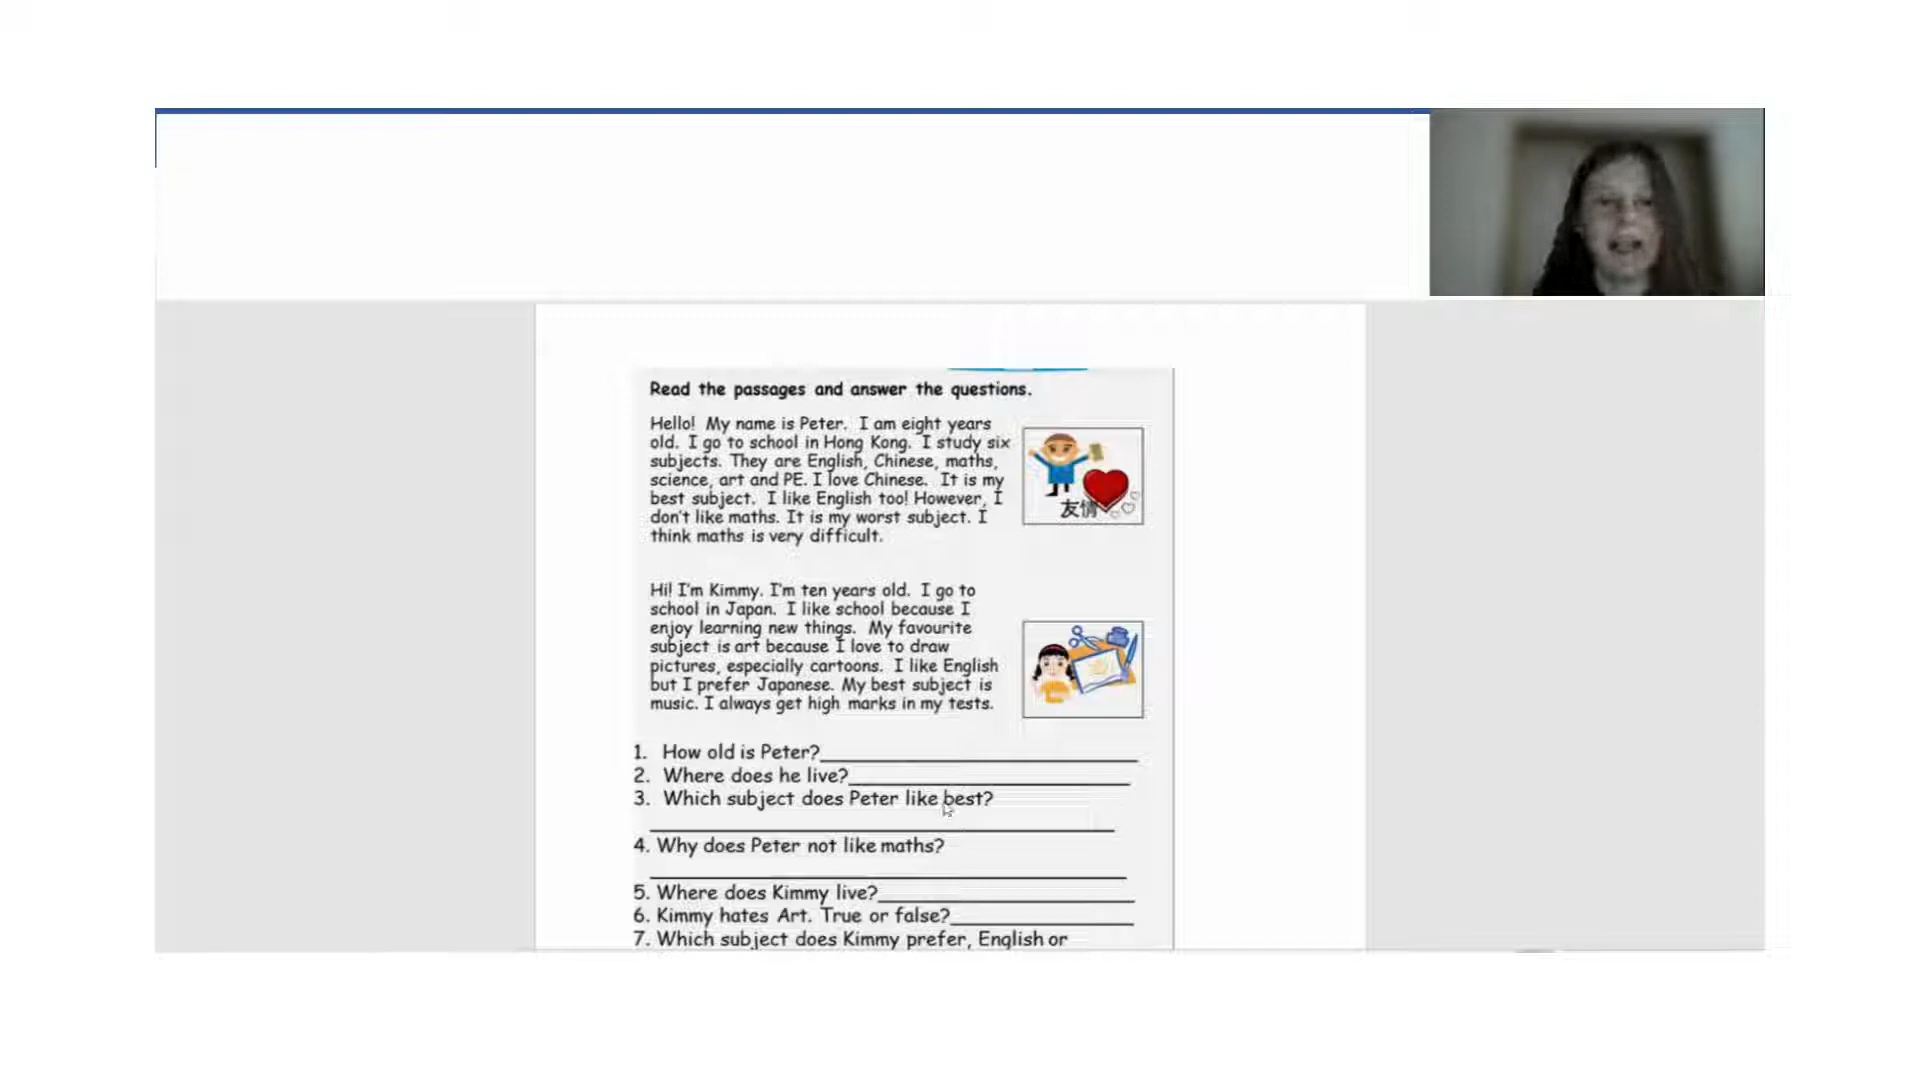 Read the passages and answer the questions.
Hello! My name is Peter. I am eight years
old. I go to school in Hong Kong. I study six
subjects. They are English, Chinese, maths,
science, art and PE. I love Chinese. It is my
best subject. I like English too! However, I
don't like maths. It is my worst subject. I
think maths is very difficult.
友情
Hi! I'm Kimmy. I'm ten years old. I go to
school in Japan. I like school because I
enjoy learning new things. My favourite
subject is art because I love to draw
pictures, especially cartoons. I like English
but I prefer Japanese. My best subject is
music. I always get high marks in my tests.
1. How old is Peter?
2. Where does he live?
3. Which subject does Peter like best?
4. Why does Peter not like maths?
5. Where does Kimmy live?
6. Kimmy hates Art. True or false?
7. Which subject does Kimmy prefer, English or